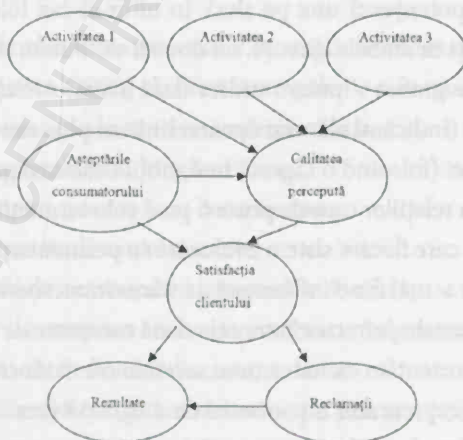 Activitatea 1
Activitatea 2
Activitatea 3
Așteptările
consumatorului
Calitatea
percepută
Satisfacția
clientului
Rezultate
Reclamații